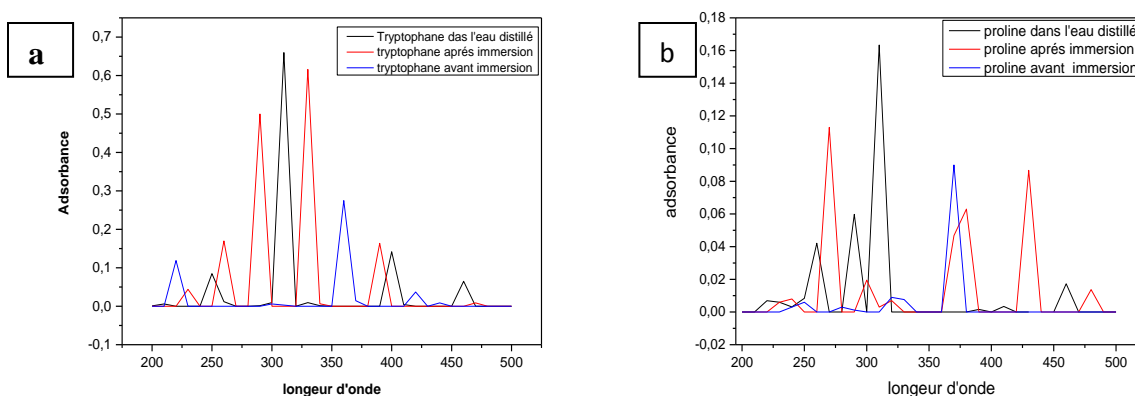 a
Tryptophane das l'eau distillé
tryptophane aprés immersion
tryptophane avant immersion
Adsorbance
0,7
0,6
0,5
0,4
0,3
0,2
0,1
0,0
-0,1
200 250 300 350 400 450 500
longeur d'onde
b
proline dans l'eau distillé
proline aprés immersion
proline avant immersion
adsorbance
0,18
0,16
0,14
0,12
0,10
0,08
0,06
0,04
0,02
0,00
-0,02
200 250 300 350 400 450 500
longeur d'onde